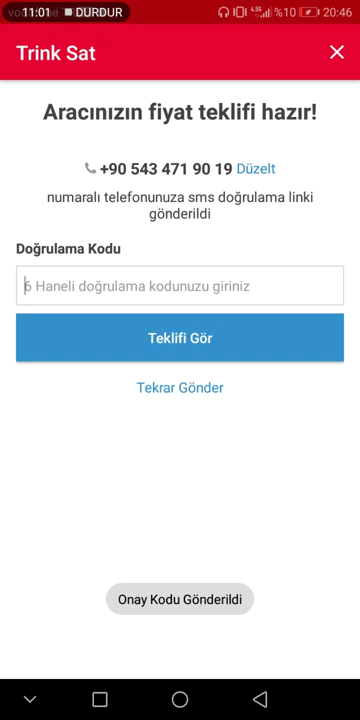 11:01 DURDUR 4.5G %10 20:46
Trink Sat
Aracınızın fiyat teklifi hazır!
+90 543 471 90 19 Düzelt
numaralı telefonunuza sms doğrulama linki
gönderildi
Doğrulama Kodu
6 Haneli doğrulama kodunuzu giriniz
Teklifi Gör
Tekrar Gönder
Onay Kodu Gönderildi